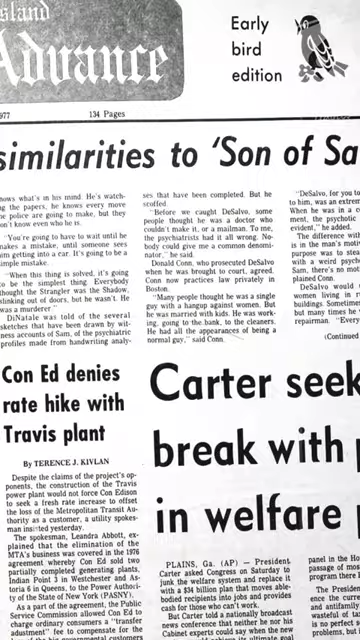 sland
Advance
Early
bird
edition
977
134 Pages
similarities to 'Son of Sa
nows what's in his mind. He's watch-
ng the papers, he knows every move
he police are going to make, but they
on't know even who he is.
"You're going to have to wait until he
makes a mistake, until someone sees
him getting into a car. It's going to be a
imple mistake.
"When this thing is solved, it's going
o be the simplest thing. Everybody
hought the Strangler was the Shadow,
linking out of doors, but he wasn't. He
was a murderer."
DiNatale was told of the several
sketches that have been drawn by wit-
ness accounts of Sam, of the psychiatric
profiles made from handwriting analy-
ses that have been completed. But he
scoffed.
"Before we caught DeSalvo, some
people thought he was a doctor who
couldn't make it, or a mailman. To me,
the psychiatrists had it all wrong. No-
body could give me a common denomi-
nator," he said.
Donald Conn, who prosecuted DeSalvo
when he was brought to court, agreed.
Conn now practices law privately in
Boston.
"Many people thought he was a single
guy with a hangup against women. But
he was married with kids. He was work-
ing, going to the bank, to the cleaners.
He had all the appearances of being a
normal guy," said Conn.
"DeSalvo, for you to
to him, was an extrem
When he was in a c
ment, the psychotic
evident," he added.
The difference with
is in the man's motiv
purpose was to steal
with a weird psych
Sam, there's no moti
plained Conn.
DeSalvo would
women living in r
buildings. Sometimes
but many times he w
repairman. "Every
(Continued
Con Ed denies
rate hike with
Travis plant
By TERENCE J. KIVLAN
Despite the claims of the project's op-
ponents, the construction of the Travis
power plant would not force Con Edison
to seek a fresh rate increase to offset
the loss of the Metropolitan Transit Au-
thority as a customer, a utility spokes-
man insisted yesterday.
The spokesman, Leandra Abbott, ex-
plained that the elimination of the
MTA's business was covered in the 1976
agreement whereby Con Ed sold two
partially completed generating plants,
Indian Point 3 in Westchester and As-
toria 6 in Queens, to the Power Author-
ity of the State of New York (PASNY).
As a part of the agreement, the Public
Service Commission allowed Con Ed to
charge ordinary consumers a "transfer
adjustment" fee to compensate for the
Carter seek
break with
in welfare
PLAINS, Ga. (AP) — President
Carter asked Congress on Saturday to
junk the welfare system and replace it
with a $34 billion plan that moves able-
bodied recipients into jobs and provides
cash for those who can't work.
But Carter told a nationally broadcast
news conference that neither he nor his
Cabinet experts could say when the new
panel in the Ho
passage of most
program there
The Preside
ence the curre
and antifamily
wasteful of ta
is no perfect
problems